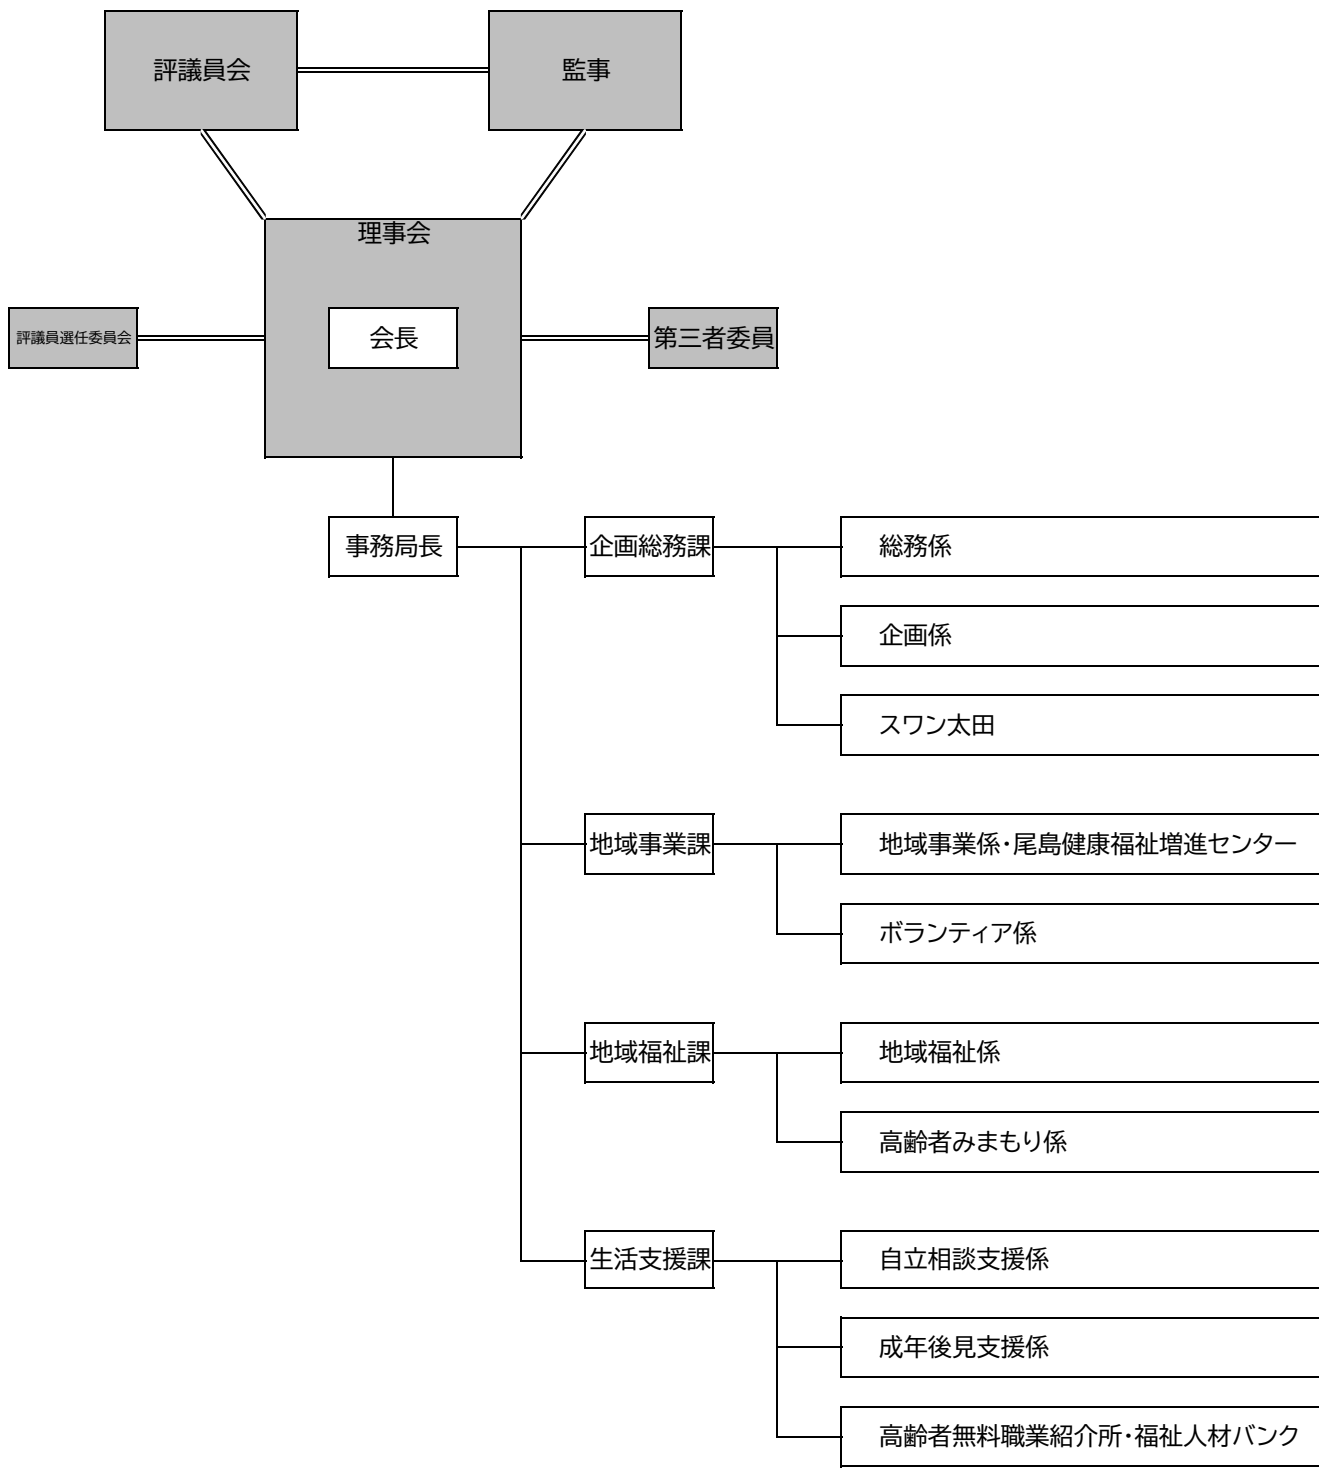 評議員会
監事
理事会
評議員選任委員会
会長
第三者委員
事務局長
企画総務課
総務係
企画係
スワン太田
地域事業課
地域事業係・尾島健康福祉増進センター
ボランティア係
地域福祉課
地域福祉係
高齢者みまもり係
生活支援課
自立相談支援係
成年後見支援係
高齢者無料職業紹介所・福祉人材バンク